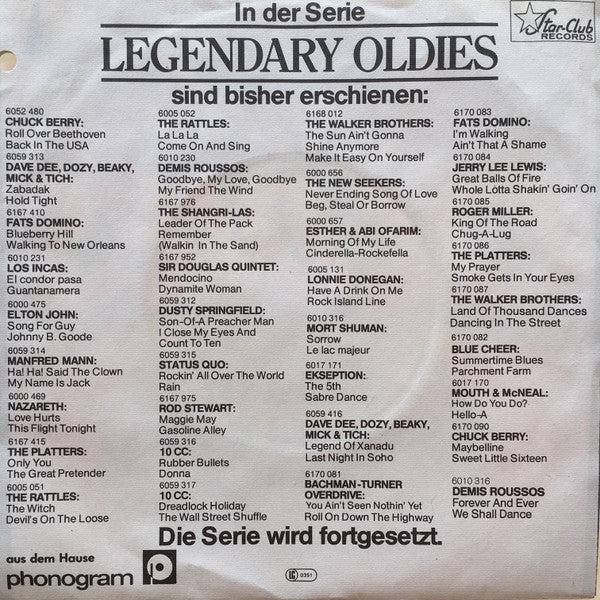 In der Serie
Star-Club
RECORDS
LEGENDARY OLDIES
sind bisher erschienen:
6052 480
CHUCK BERRY:
Roll Over Beethoven
Back In The USA
6059 313
DAVE DEE, DOZY, BEAKY,
MICK & TICH:
Zabadak
Hold Tight
6167 410
FATS DOMINO:
Blueberry Hill
Walking To New Orleans
6010 231
LOS INCAS:
El condor pasa
Guantanamera
6000 475
ELTON JOHN:
Song For Guy
Johnny B. Goode
6059 314
MANFRED MANN:
Ha! Ha! Said The Clown
My Name Is Jack
6000 469
NAZARETH:
Love Hurts
This Flight Tonight
6167 415
THE PLATTERS:
Only You
The Great Pretender
6005 051
THE RATTLES:
The Witch
Devil's On The Loose
6005 052
THE RATTLES:
La La La
Come On And Sing
6010 230
DEMIS ROUSSOS:
Goodbye, My Love, Goodbye
My Friend The Wind
6167 976
THE SHANGRI-LAS:
Leader Of The Pack
Remember
(Walkin In The Sand)
6167 952
SIR DOUGLAS QUINTET:
Mendocino
Dynamite Woman
6059 312
DUSTY SPRINGFIELD:
Son-Of-A Preacher Man
I Close My Eyes And
Count To Ten
6059 315
STATUS QUO:
Rockin' All Over The World
Rain
6167 975
ROD STEWART:
Maggie May
Gasoline Alley
6059 316
10 CC:
Rubber Bullets
Donna
6059 317
10 CC:
Dreadlock Holiday
The Wall Street Shuffle
6168 012
THE WALKER BROTHERS:
The Sun Ain't Gonna
Shine Anymore
Make It Easy On Yourself
6000 656
THE NEW SEEKERS:
Never Ending Song Of Love
Beg, Steal Or Borrow
6000 657
ESTHER & ABI OFARIM:
Morning Of My Life
Cinderella-Rockefella
6005 131
LONNIE DONEGAN:
Have A Drink On Me
Rock Island Line
6010 316
MORT SHUMAN:
Sorrow
Le lac majeur
6017 171
EKSEPTION:
The 5th
Sabre Dance
6059 416
DAVE DEE, DOZY, BEAKY,
MICK & TICH:
Legend Of Xanadu
Last Night In Soho
6170 081
BACHMAN-TURNER
OVERDRIVE:
You Ain't Seen Nothin' Yet
Roll On Down The Highway
6170 083
FATS DOMINO:
I'm Walking
Ain't That A Shame
6170 084
JERRY LEE LEWIS:
Great Balls Of Fire
Whole Lotta Shakin' Goin' On
6170 085
ROGER MILLER:
King Of The Road
Chug-A-Lug
6170 086
THE PLATTERS:
My Prayer
Smoke Gets In Your Eyes
6170 087
THE WALKER BROTHERS:
Land Of Thousand Dances
Dancing In The Street
6170 082
BLUE CHEER:
Summertime Blues
Parchment Farm
6017 170
MOUTH & McNEAL:
How Do You Do?
Hello-A
6170 090
CHUCK BERRY:
Maybelline
Sweet Little Sixteen
6010 316
DEMIS ROUSSOS
Forever And Ever
We Shall Dance
Die Serie wird fortgesetzt.
aus dem Hause
phonogram
LC 0351